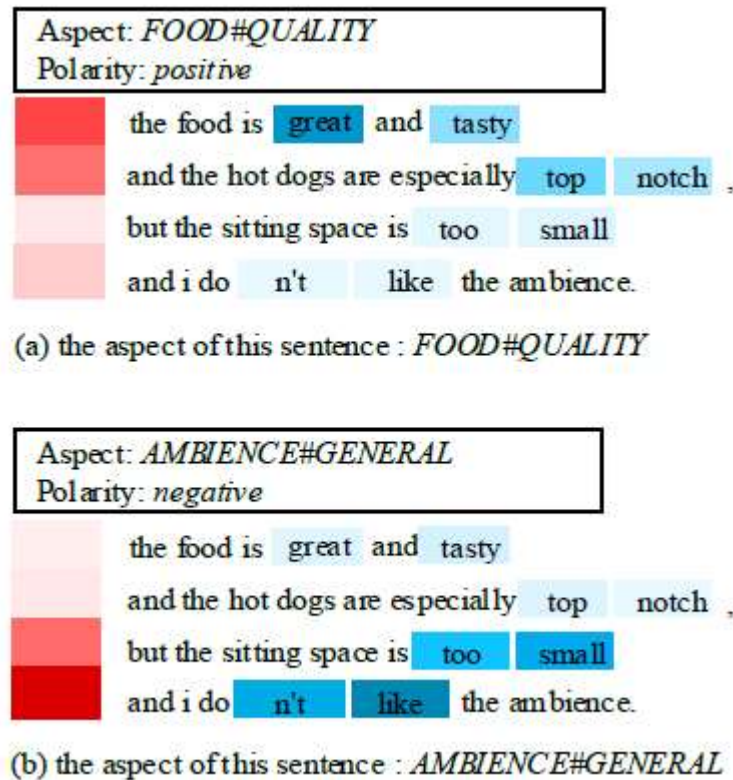 Aspect: FOOD#QUALITY
Polarity: positive
the food is great and tasty
and the hot dogs are especially top notch ,
but the sitting space is too small
and i do n't like the ambience.
(a) the aspect of this sentence : FOOD#QUALITY
Aspect: AMBIENCE#GENERAL
Polarity: negative
the food is great and tasty
and the hot dogs are especially top notch ,
but the sitting space is too small
and i do n't like the ambience.
(b) the aspect of this sentence : AMBIENCE#GENERAL